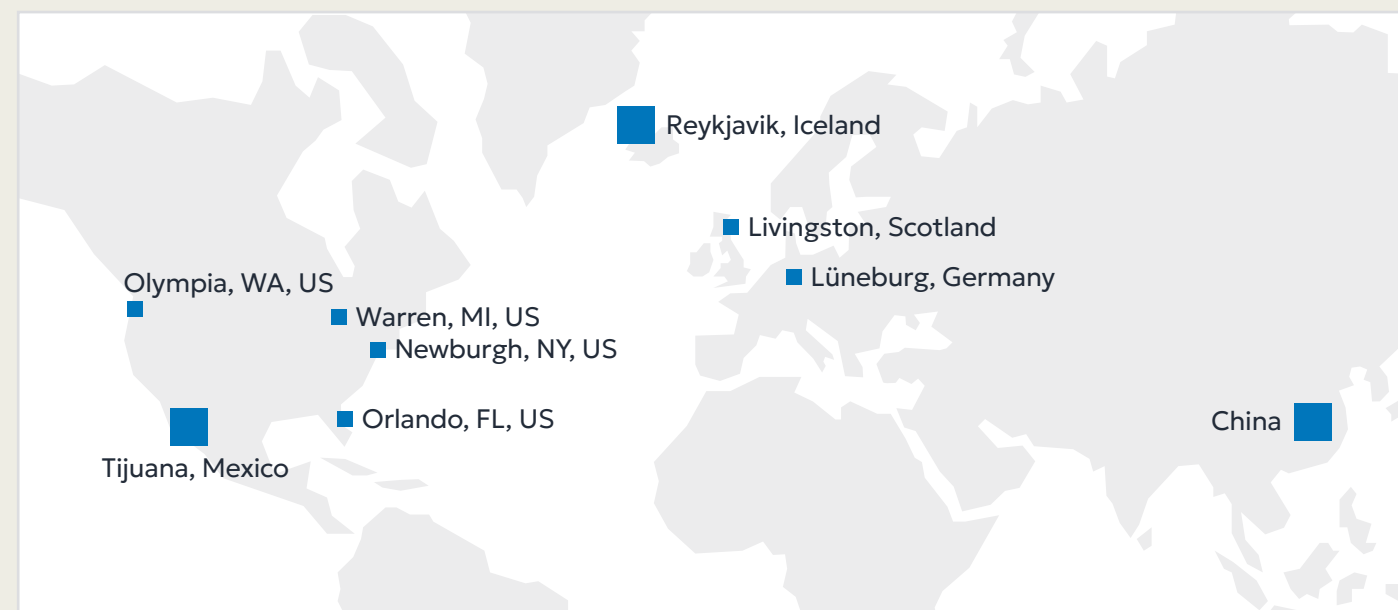 Reykjavik, Iceland
Livingston, Scotland
Lüneburg, Germany
Olympia, WA, US
Warren, MI, US
Newburgh, NY, US
Orlando, FL, US
China
Tijuana, Mexico